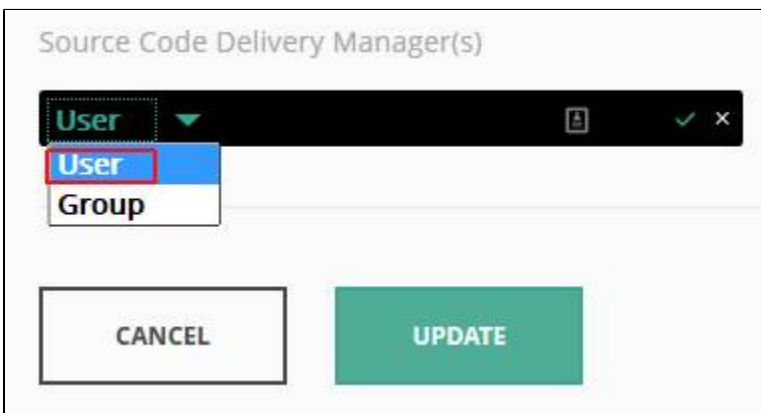 Source Code Delivery Manager(s)
User
User
Group
CANCEL
UPDATE